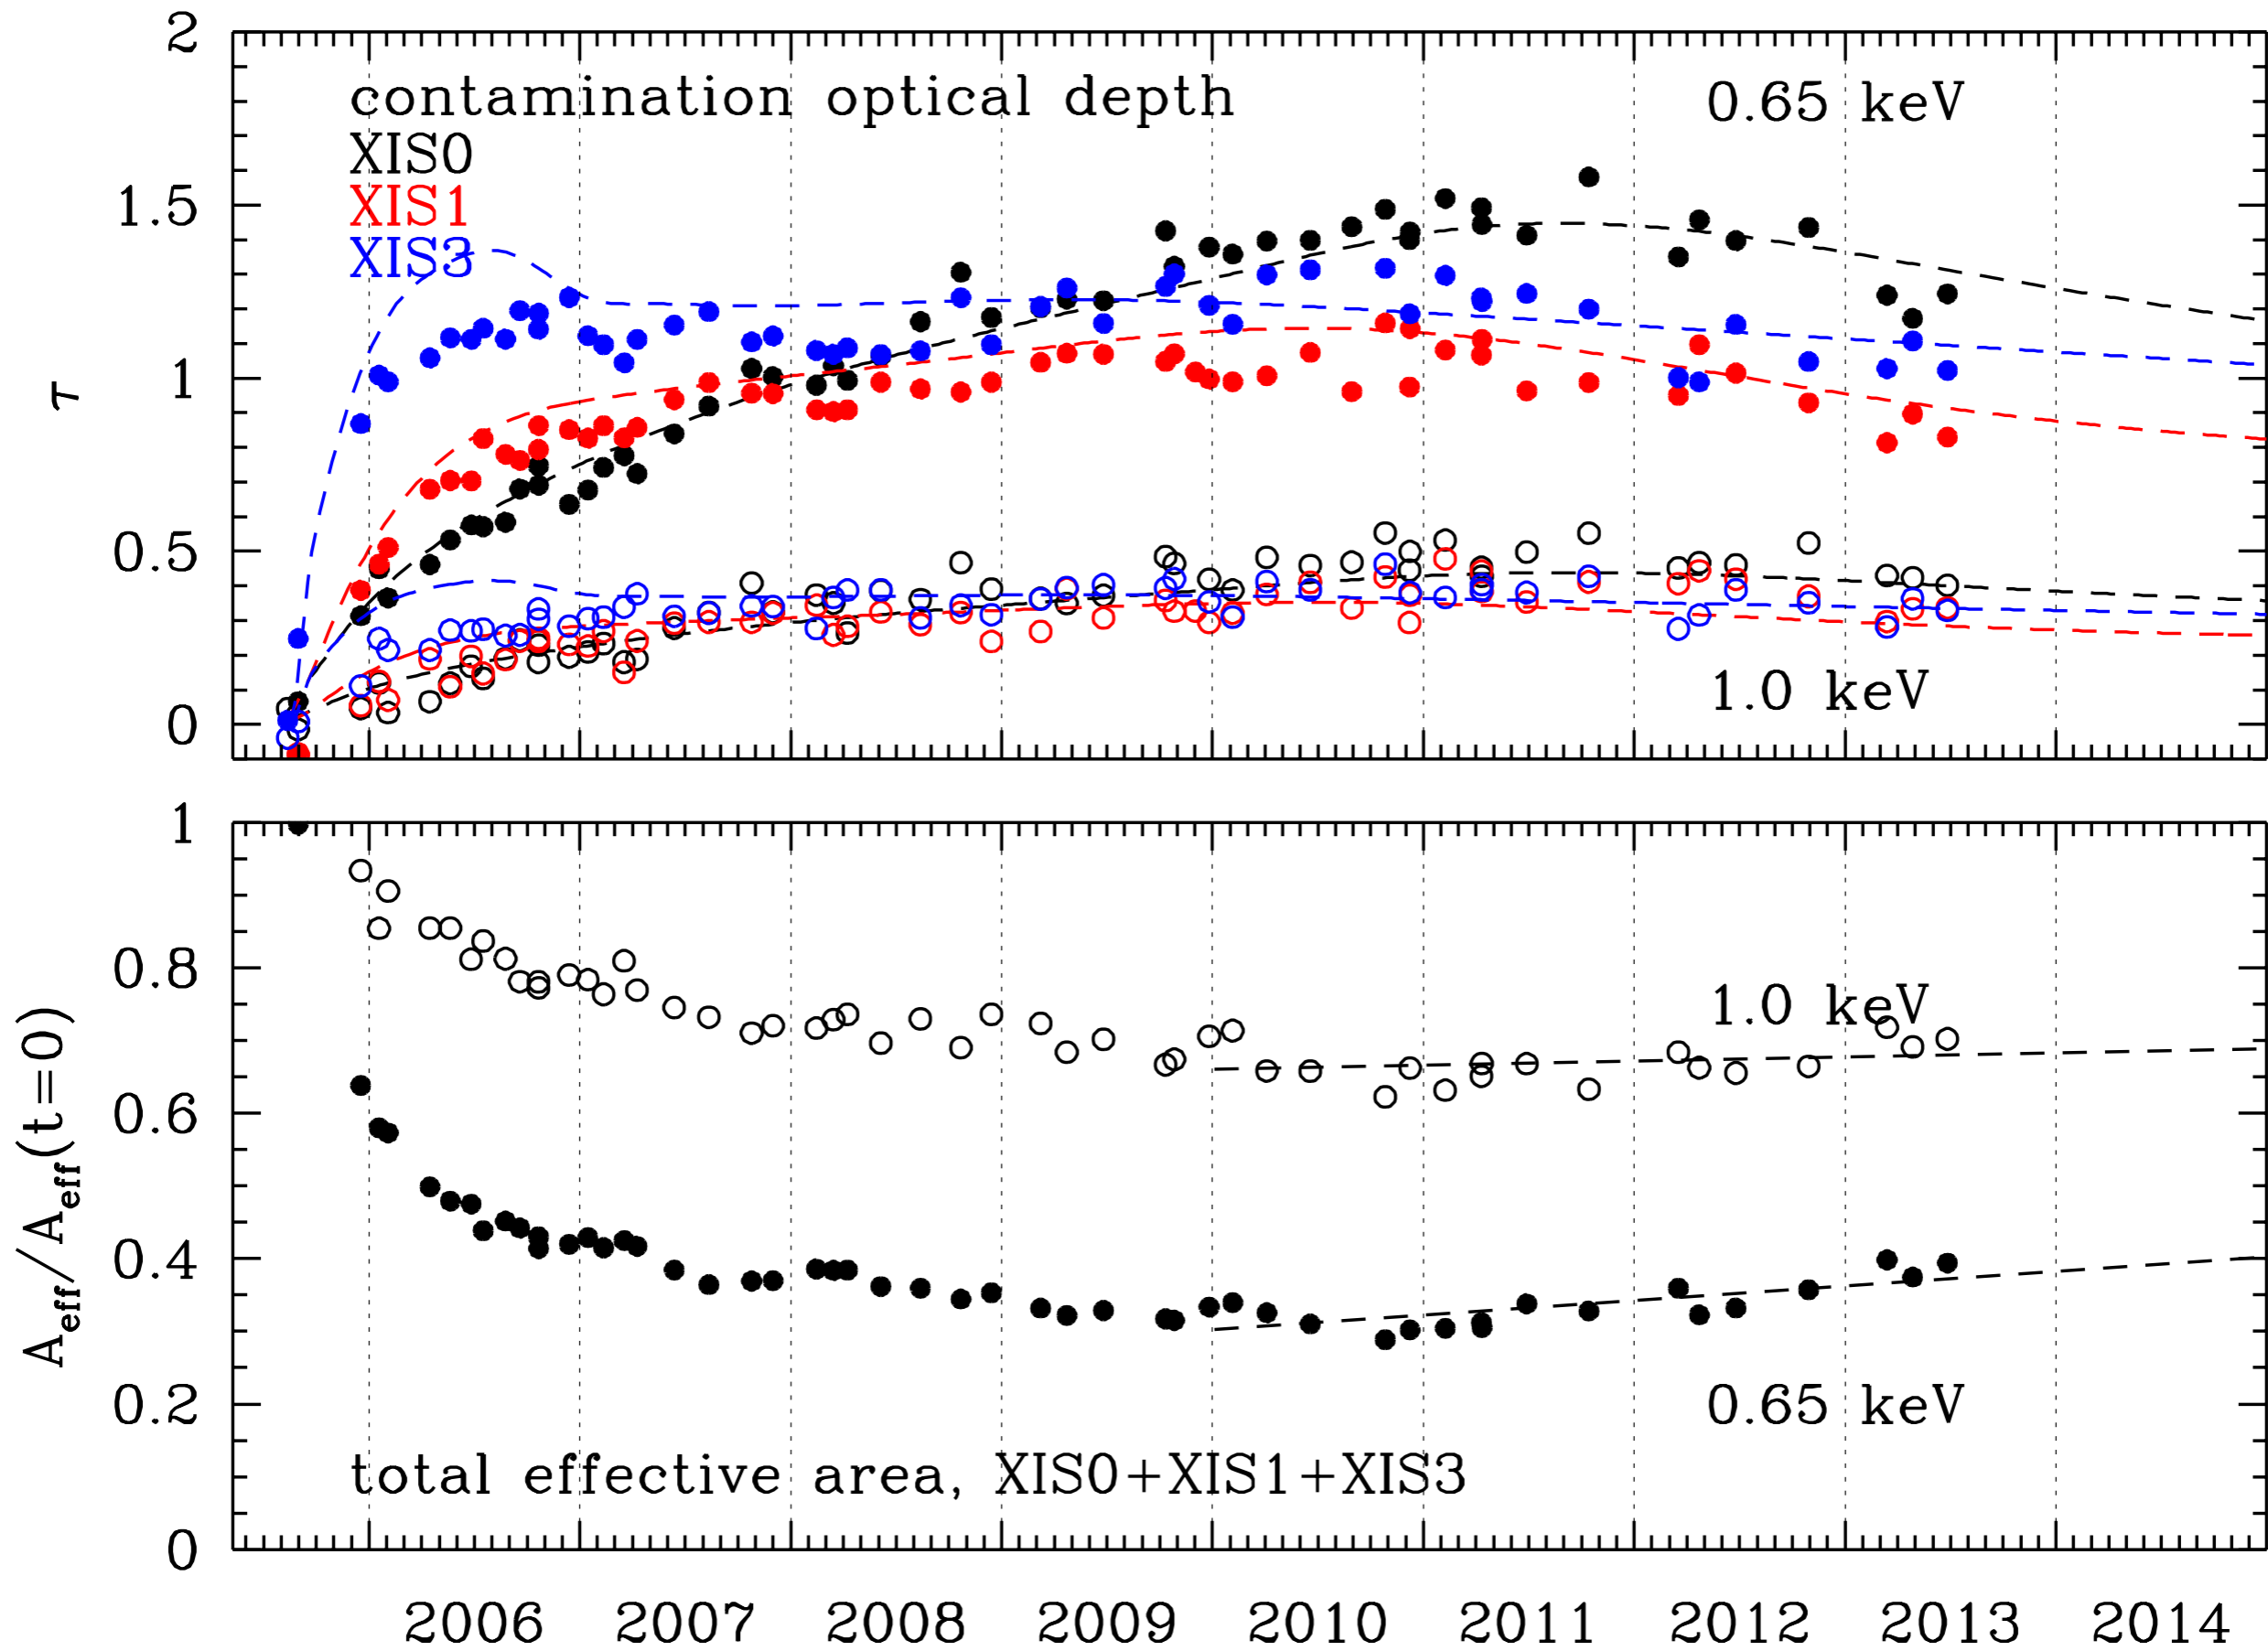 2
contamination optical depth
0.65 keV
XIS0
1.5
XIS1
XIS3
1
τ
0.5
1.0 keV
0
1
0.8
1.0 keV
0.6
A_eff/A_eff(t=0)
0.4
0.2
0.65 keV
total effective area, XIS0+XIS1+XIS3
0
2006 2007 2008 2009 2010 2011 2012 2013 2014